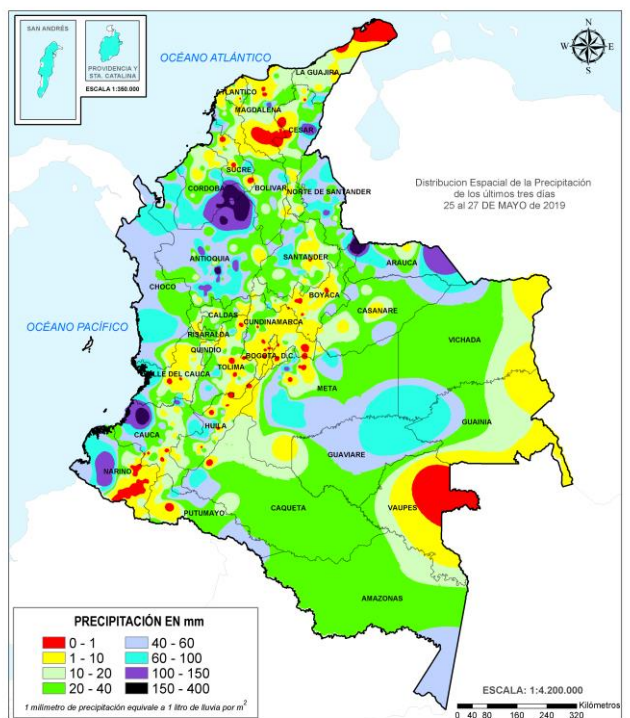 SAN ANDRÉS
PROVIDENCIA Y
STA. CATALINA
ESCALA 1:350.000
OCÉANO ATLÁNTICO
N
W
E
S
LA GUAJIRA
ATLANTICO
MAGDALENA
CESAR
SUCRE
CORDOBA
BOLIVAR
NORTE DE SANTANDER
Distribucion Espacial de la Precipitación
de los últimos tres días
25 al 27 DE MAYO de 2019
ANTIOQUIA
SANTANDER
ARAUCA
CHOCO
BOYACA
CASANARE
OCÉANO PACÍFICO
CALDAS
CUNDINAMARCA
RISARALDA
VICHADA
QUINDIO
BOGOTA, D.C.
TOLIMA
VALLE DEL CAUCA
META
GUAINIA
CAUCA
HUILA
GUAVIARE
NARIÑO
CAQUETA
VAUPES
PUTUMAYO
AMAZONAS
PRECIPITACIÓN EN mm
0 - 1
40 - 60
1 - 10
60 - 100
10 - 20
100 - 150
20 - 40
150 - 400
1 milímetro de precipitación equivale a 1 litro de lluvia por m²
ESCALA: 1:4.200.000
Kilómetros
0 40 80 160 240 320